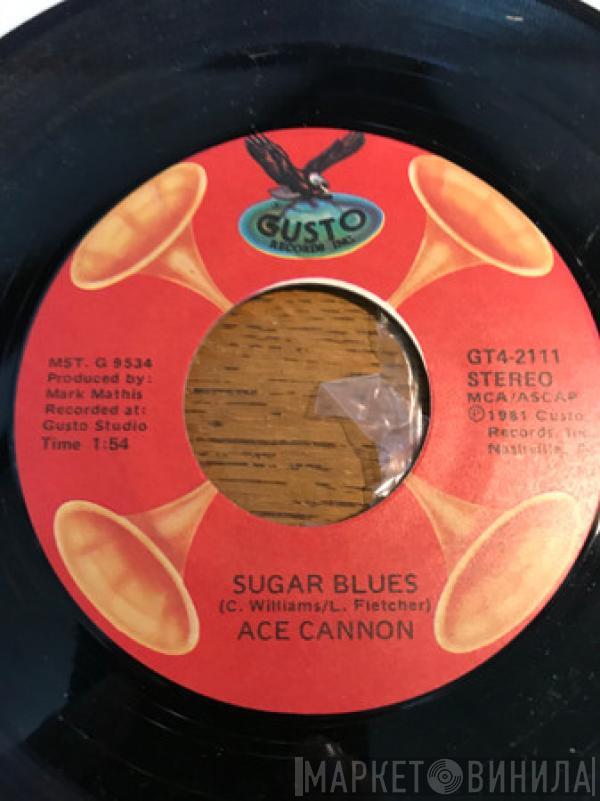 GUSTO
RECORDS INC.
MST. G 9534
Produced by:
Mark Mathis
Recorded at:
Gusto Studio
Time 1:54
GT4-2111
STEREO
MCA/ASCAP
℗1981 Gusto
Records, Inc.
Nashville,
SUGAR BLUES
(C. Williams/L. Fletcher)
ACE CANNON
МАРКЕТ ВИНИЛА